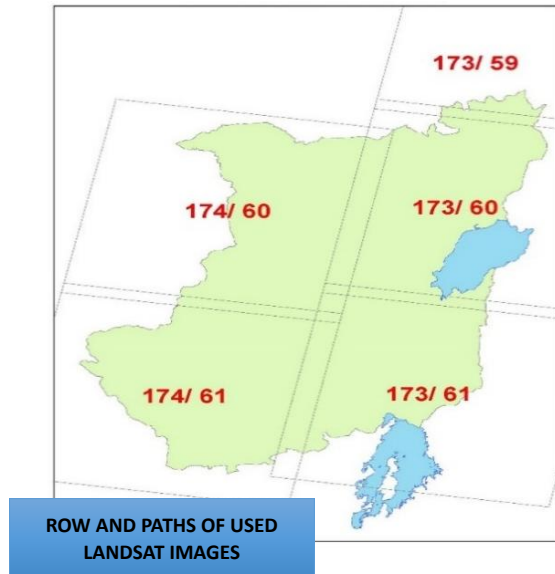 173/ 59
174/ 60
173/ 60
174/ 61
173/ 61
ROW AND PATHS OF USED
LANDSAT IMAGES